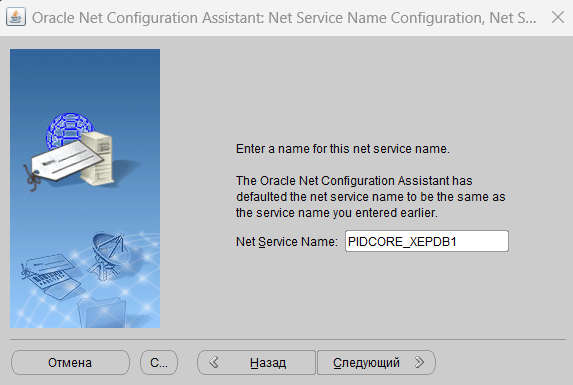 Oracle Net Configuration Assistant: Net Service Name Configuration, Net S...
Enter a name for this net service name.
The Oracle Net Configuration Assistant has
defaulted the net service name to be the same as
the service name you entered earlier.
Net Service Name: PIDCORE_XEPDB1
Отмена С... Назад Следующий